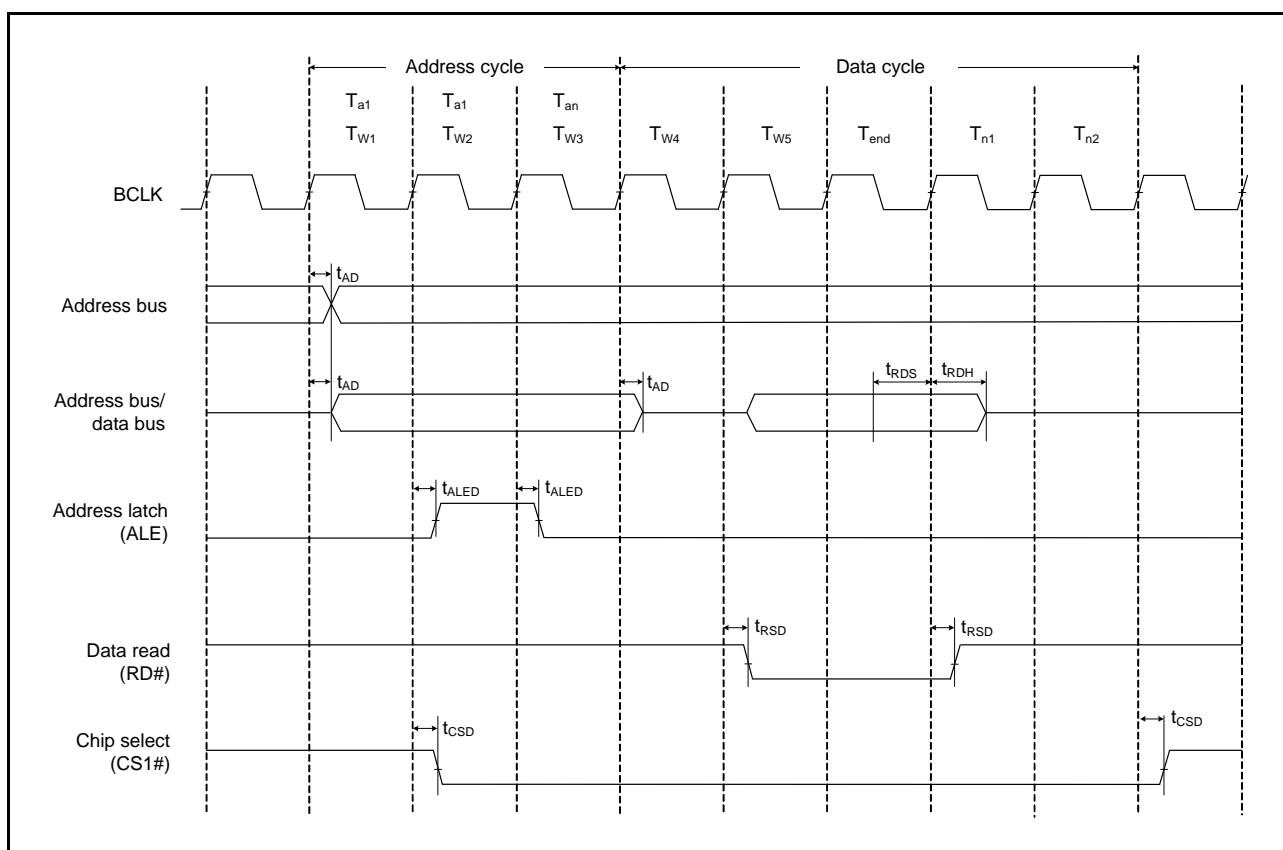 Address cycle Data cycle
Ta1 Ta1 Tan
TW1 TW2 TW3 TW4 TW5 Tend Tn1 Tn2
BCLK
tAD
Address bus
tAD tAD tRDS tRDH
Address bus/
data bus
tALED tALED
Address latch
(ALE)
tRSD tRSD
Data read
(RD#)
tCSD tCSD
Chip select
(CS1#)